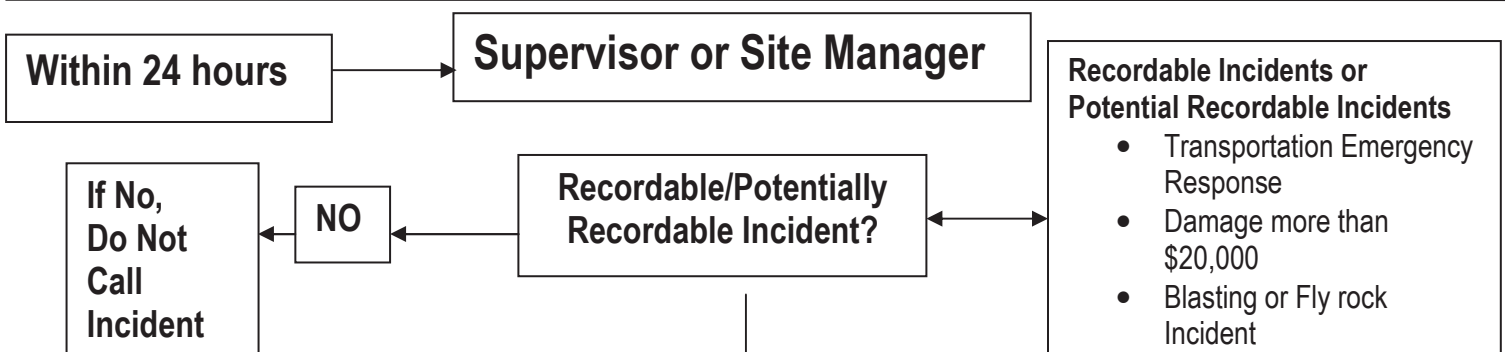 Within 24 hours
Supervisor or Site Manager
If No,
Do Not
Call
Incident
NO
Recordable/Potentially
Recordable Incident?
Recordable Incidents or
Potential Recordable Incidents
• Transportation Emergency
Response
• Damage more than
$20,000
• Blasting or Fly rock
Incident